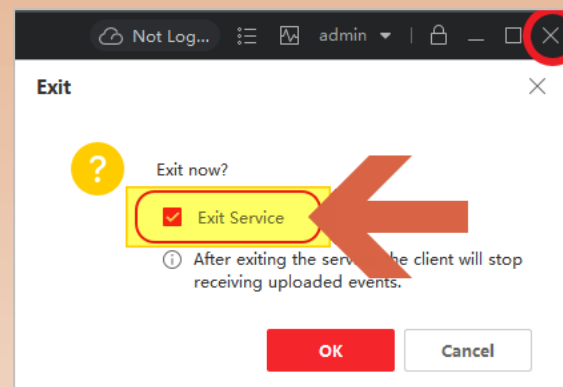 Not Log... admin
Exit
Exit now?
Exit Service
After exiting the serv he client will stop
receiving uploaded events.
OK Cancel